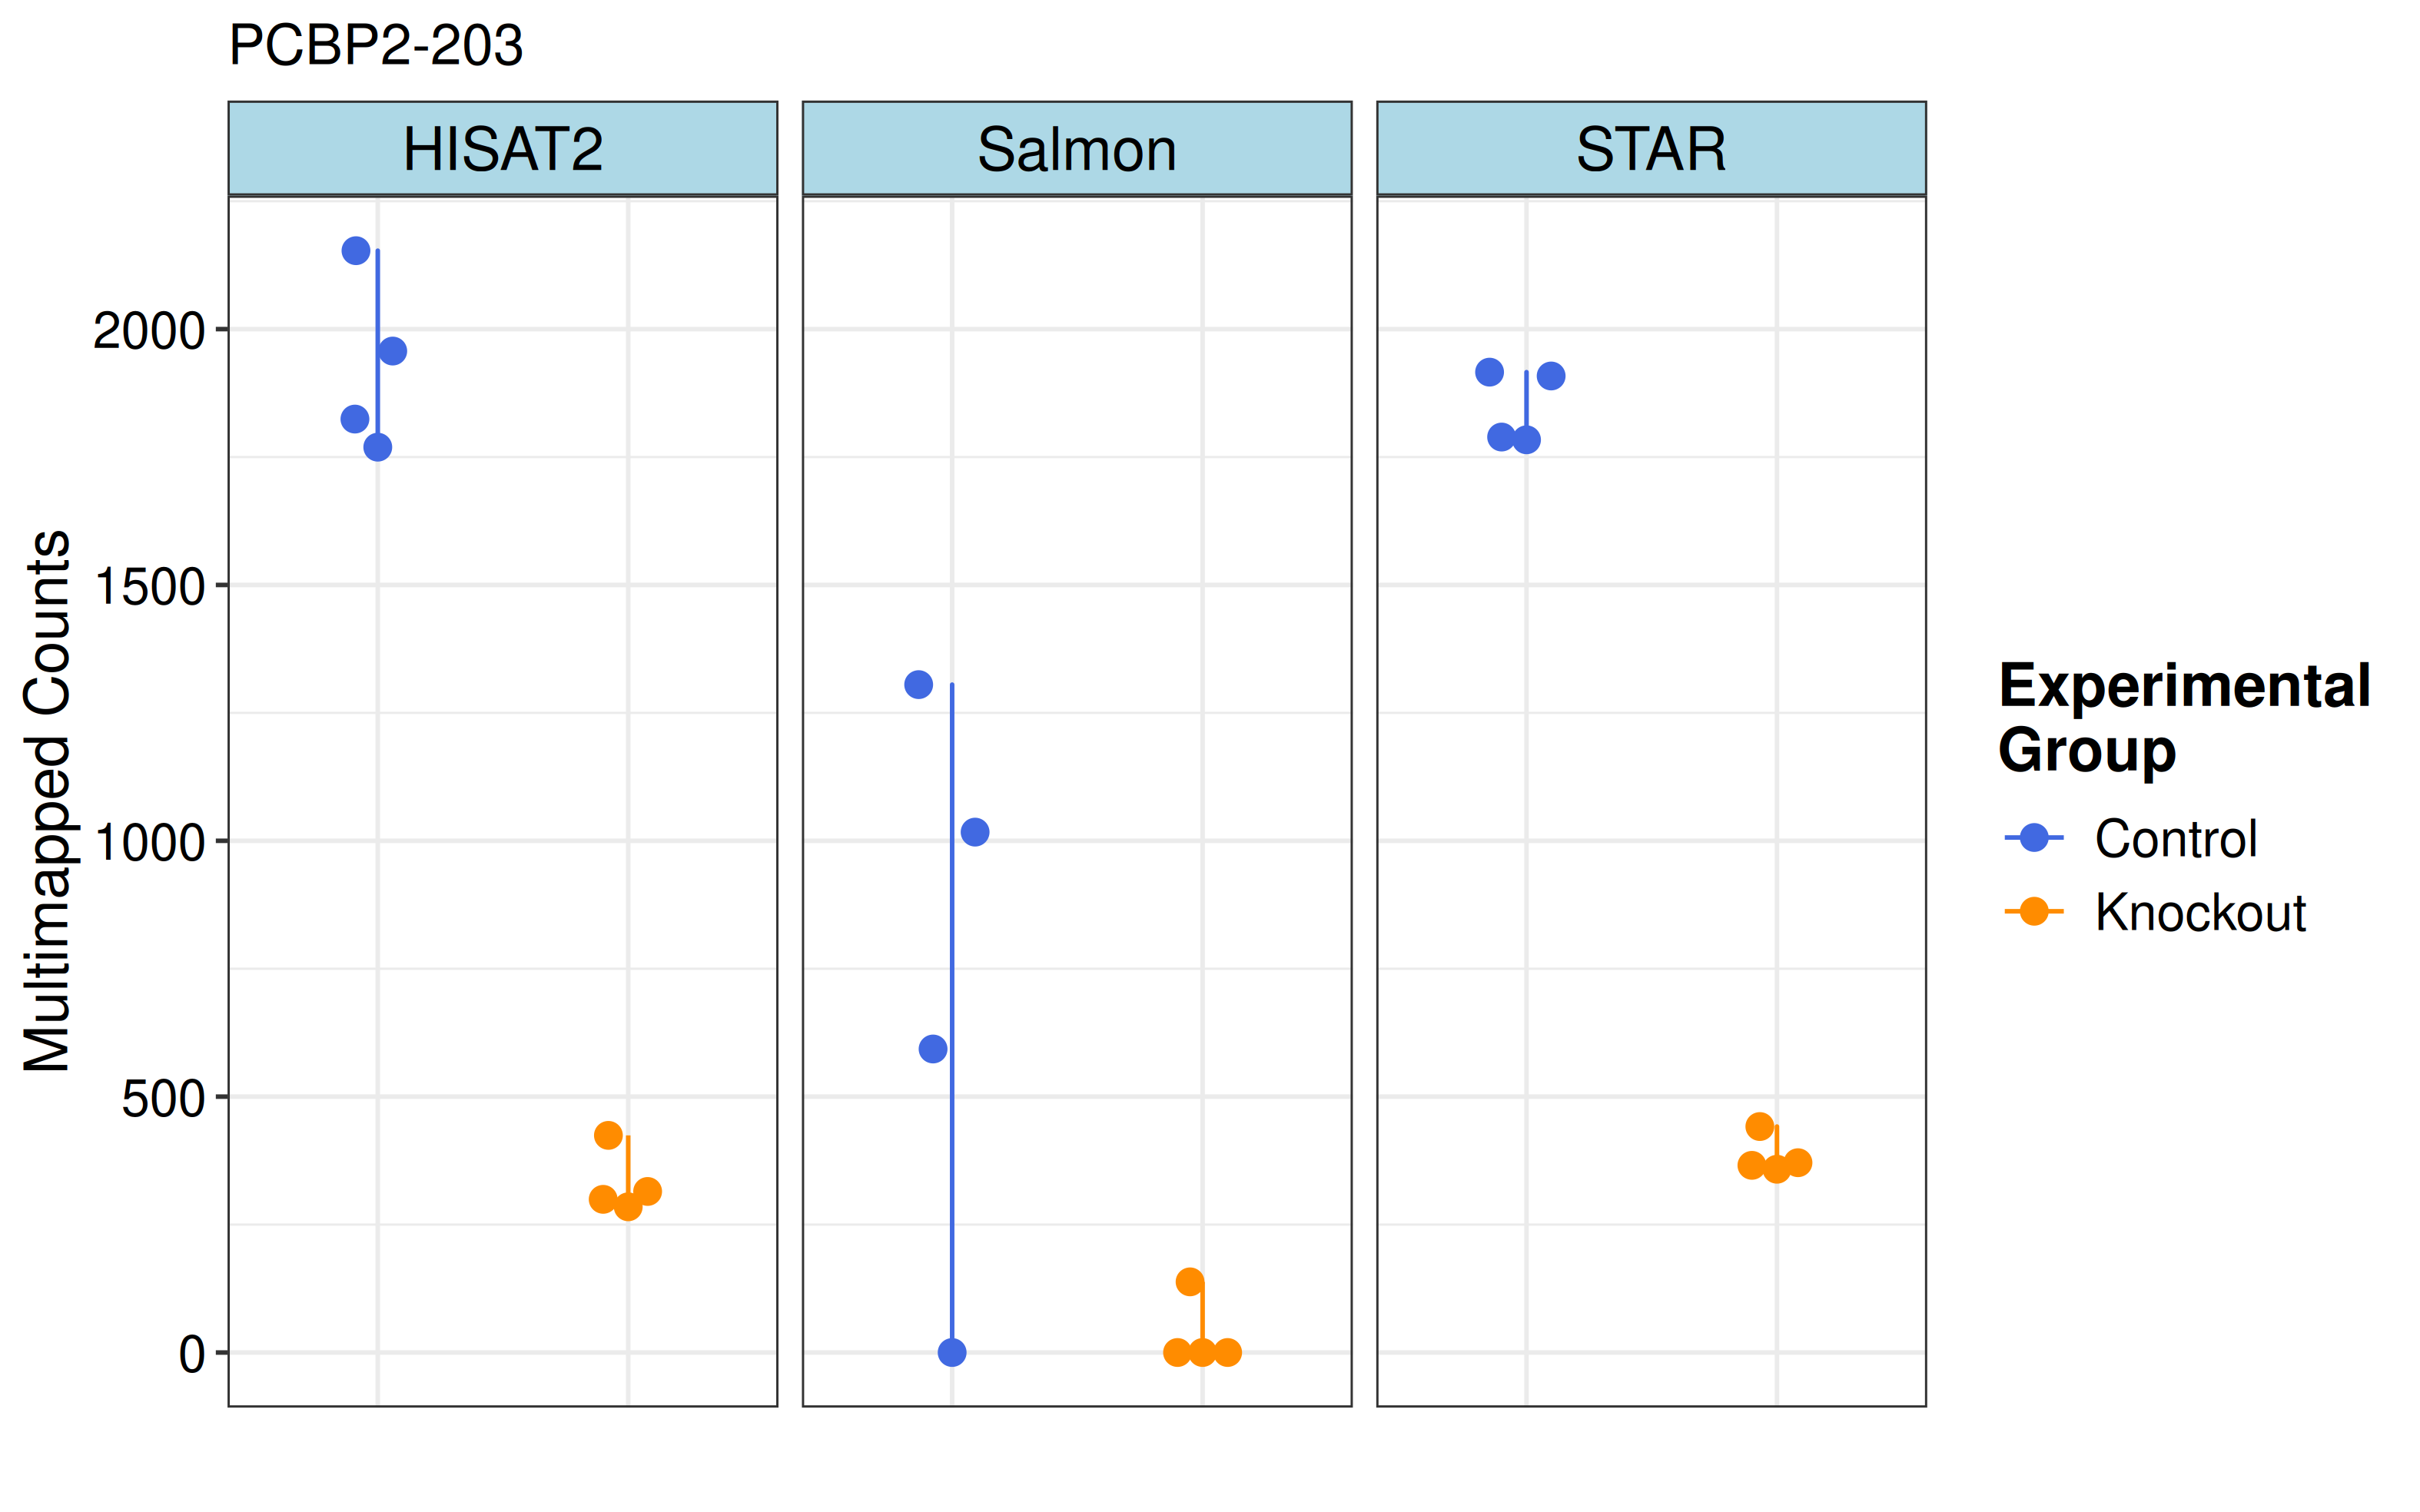 PCBP2-203
HISAT2
Salmon
STAR
Multimapped Counts
2000
1500
1000
500
0
Experimental
Group
Control
Knockout